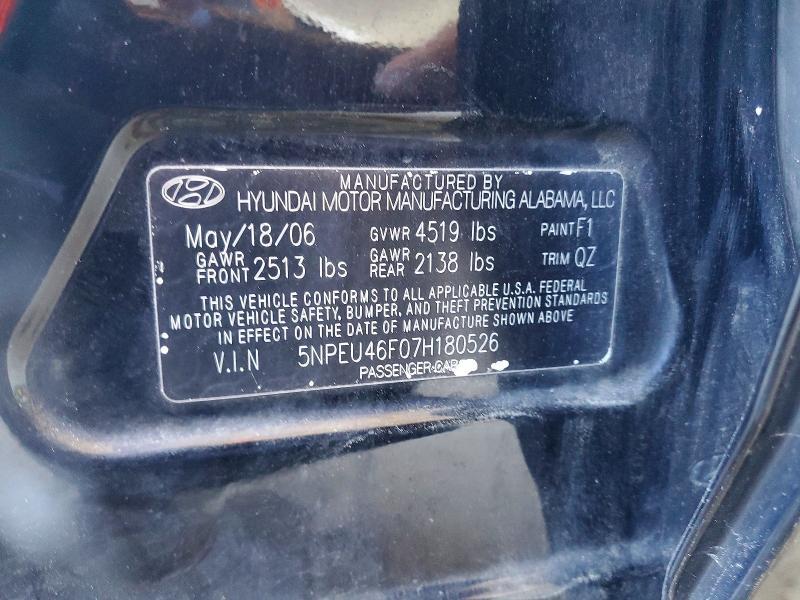 MANUFACTURED BY
HYUNDAI MOTOR MANUFACTURING ALABAMA, LLC
May/18/06 GVWR 4519 lbs PAINT F1
GAWR FRONT 2513 lbs GAWR REAR 2138 lbs TRIM QZ
THIS VEHICLE CONFORMS TO ALL APPLICABLE U.S.A. FEDERAL
MOTOR VEHICLE SAFETY, BUMPER, AND THEFT PREVENTION STANDARDS
IN EFFECT ON THE DATE OF MANUFACTURE SHOWN ABOVE
V.I.N 5NPEU46F07H180526
PASSENGER CAR